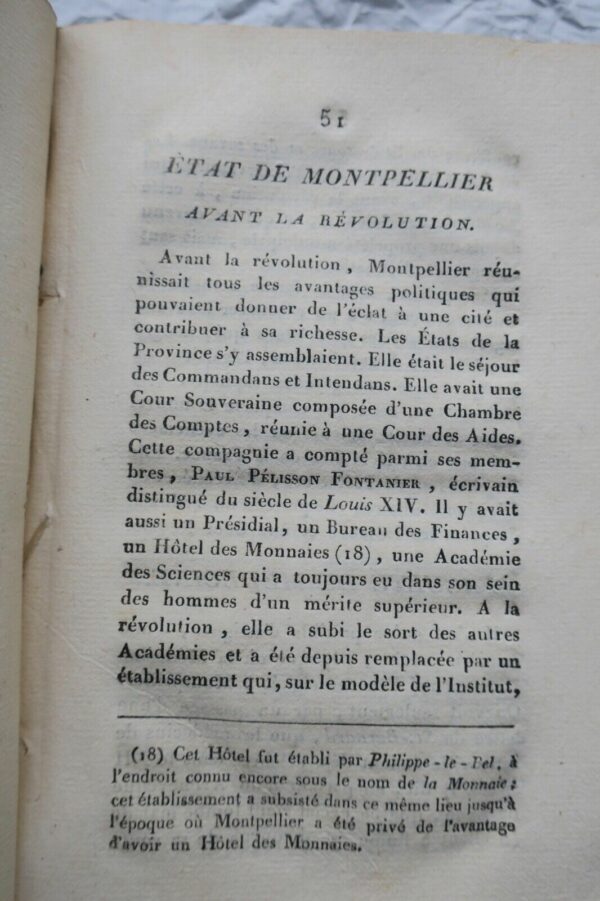 51
ÉTAT DE MONTPELLIER
AVANT LA RÉVOLUTION.
Avant la révolution, Montpellier réu-
nissait tous les avantages politiques qui
pouvaient donner de l'éclat à une cité et
contribuer à sa richesse. Les États de la
Province s'y assemblaient. Elle était le séjour
des Commandans et Intendans. Elle avait une
Cour Souveraine composée d'une Chambre
des Comptes, réunie à une Cour des Aides.
Cette compagnie a compté parmi ses mem-
bres, PAUL PÉLISSON FONTANIER, écrivain
distingué du siècle de Louis XIV. Il y avait
aussi un Présidial, un Bureau des Finances,
un Hôtel des Monnaies (18), une Académie
des Sciences qui a toujours eu dans son sein
des hommes d'un mérite supérieur. A la
révolution, elle a subi le sort des autres
Académies et a été depuis remplacée par un
établissement qui, sur le modèle de l'Institut,
(18) Cet Hôtel fut établi par Philippe-le-Bel, à
l'endroit connu encore sous le nom de la Monnaie;
cet établissement a subsisté dans ce même lieu jusqu'à
l'époque où Montpellier a été privé de l'avantage
d'avoir un Hôtel des Monnaies.